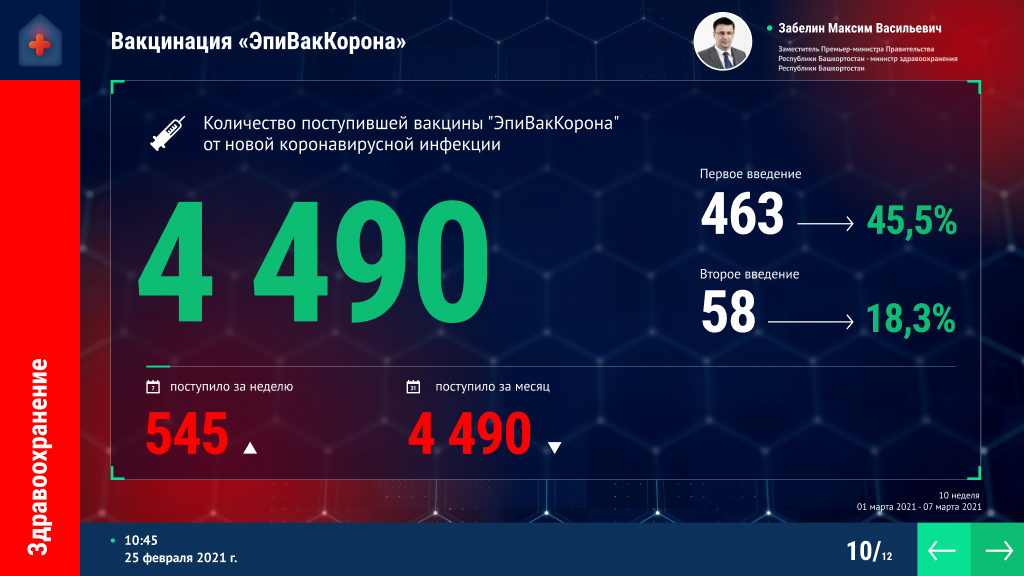 Вакцинация «ЭпиВакКорона»
Забелин Максим Васильевич
Заместитель Премьер-министра Правительства
Республики Башкортостан - министр здравоохранения
Республики Башкортостан
Количество поступившей вакцины "ЭпиВакКорона"
от новой коронавирусной инфекции
4 490
Первое введение
463
45,5%
Второе введение
58
18,3%
7
поступило за неделю
545
31
поступило за месяц
4 490
Здравоохранение
10 неделя
01 марта 2021 - 07 марта 2021
10:45
25 февраля 2021 г.
10/12